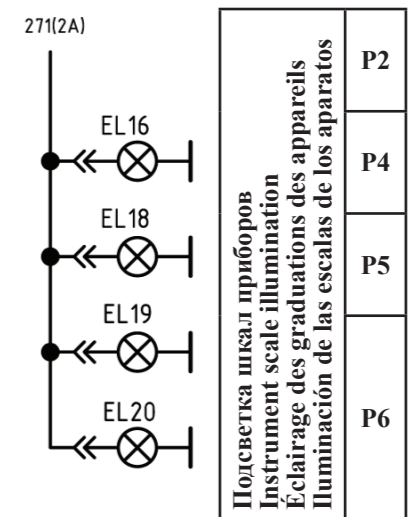 271(2A)
EL16
EL18
EL19
EL20
Подсветка шкал приборов
Instrument scale illumination
Éclairage des graduations des appareils
Iluminación de las escalas de los aparatos
P2
P4
P5
P6